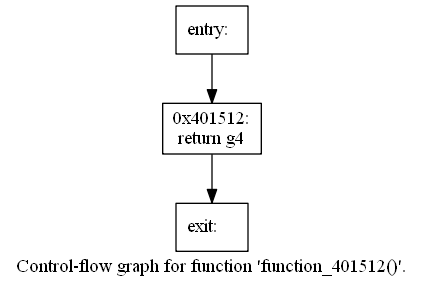 entry:
0x401512:
return g4
exit:
Control-flow graph for function 'function_401512()'.